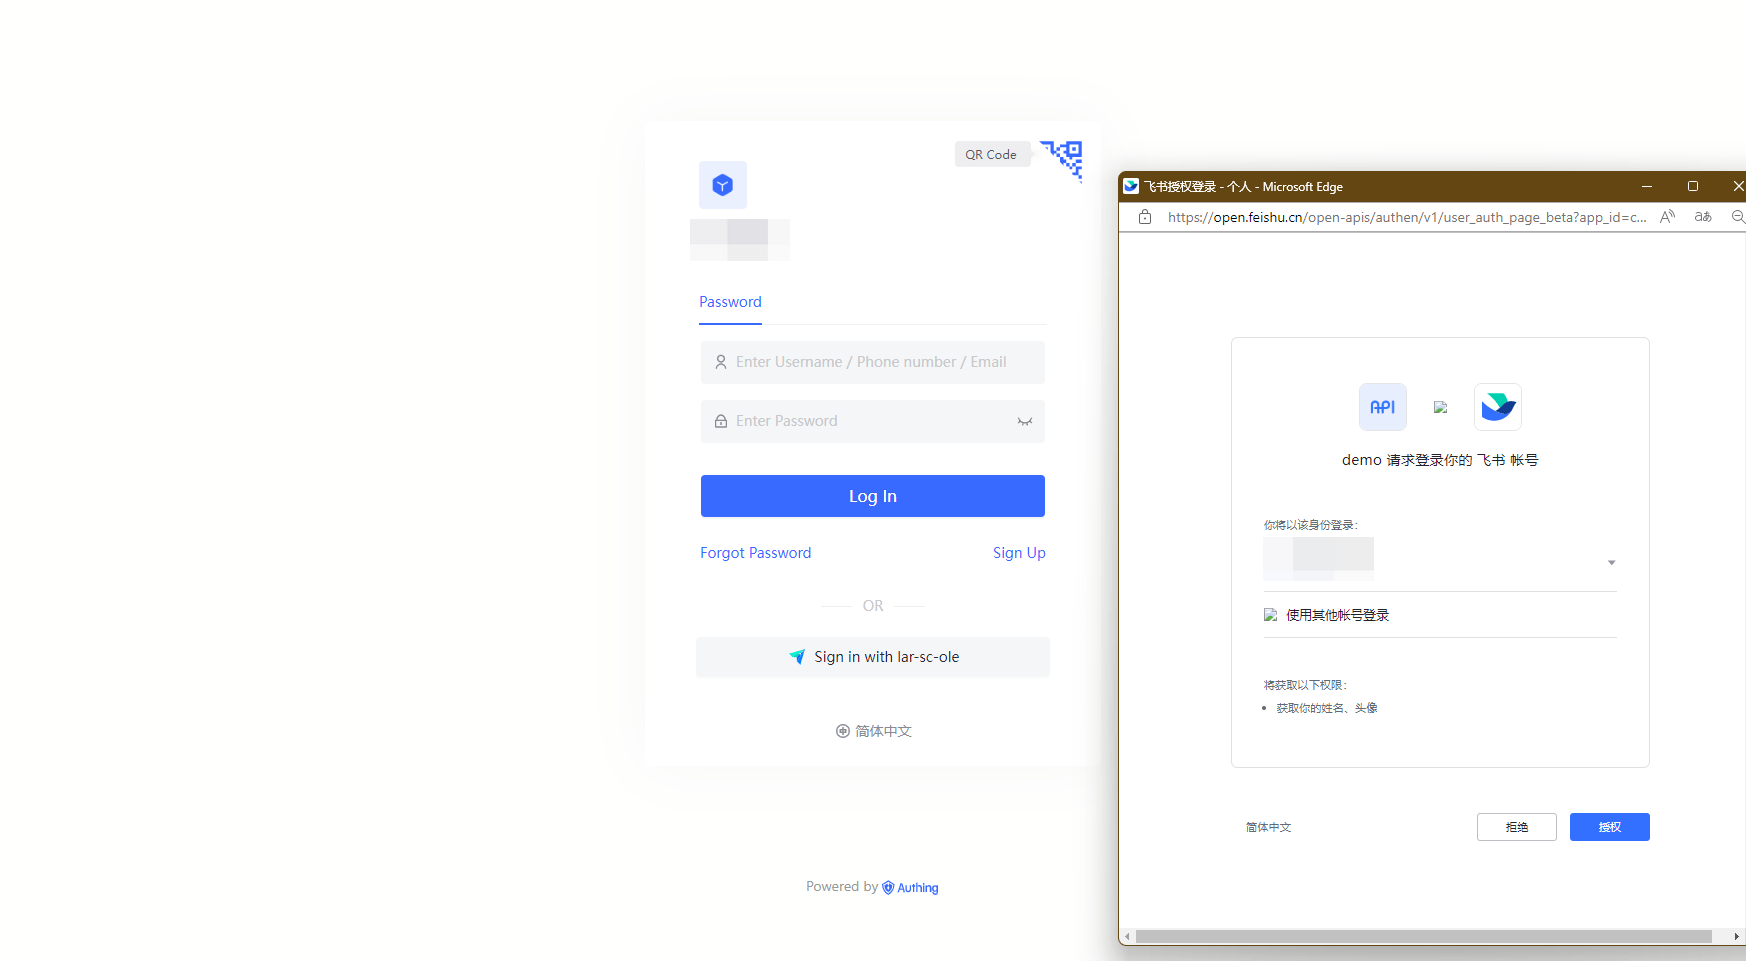 QR Code
Password
Enter Username / Phone number / Email
Enter Password
Log In
Forgot Password
Sign Up
OR
Sign in with lar-sc-ole
简体中文
Powered by Authing
飞书授权登录 - 个人 - Microsoft Edge
https://open.feishu.cn/open-apis/authen/v1/user_auth_page_beta?app_id=c...
API
demo 请求登录你的 飞书 帐号
你将以该身份登录：
使用其他帐号登录
将获取以下权限：
• 获取你的姓名、头像
简体中文
拒绝
授权